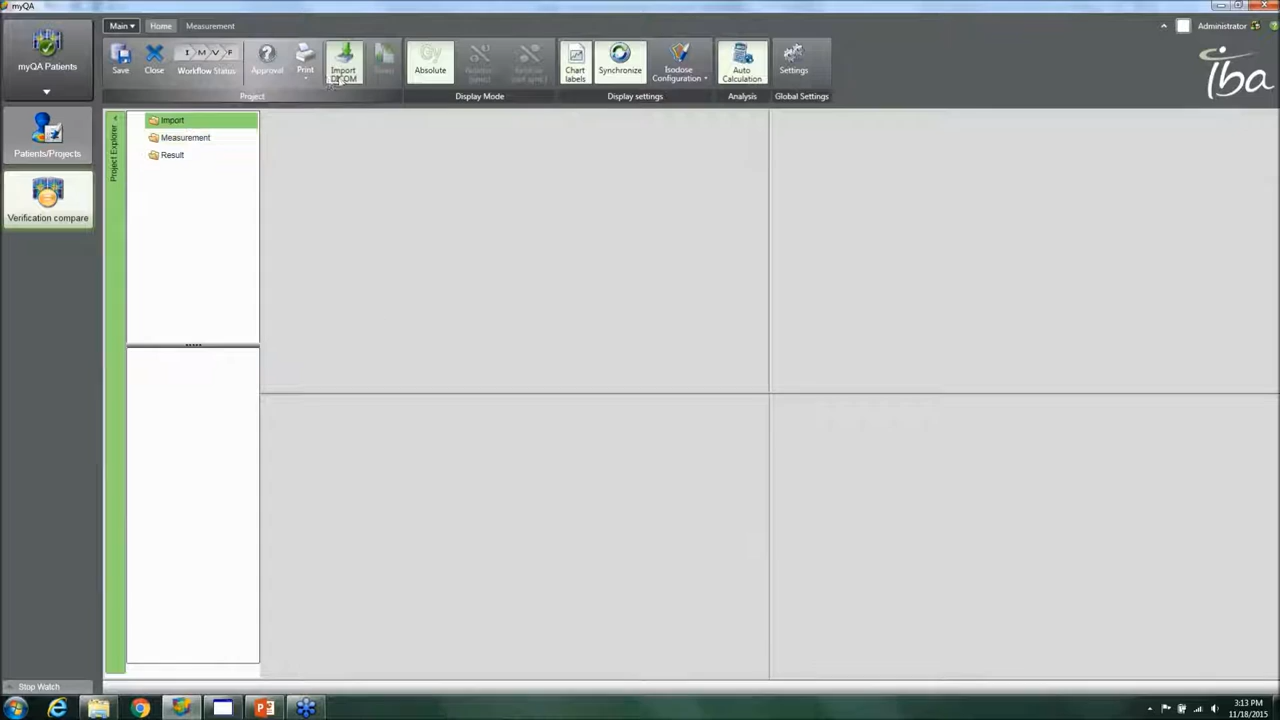 myQA
Main
Home
Measurement
Administrator
myQA Patients
Save
Close
I M V F
Workflow Status
Approval
Print
Import
DICOM
Project
Gy
Absolute
Display Mode
Chart
labels
Synchronize
Isodose
Configuration
Display settings
Auto
Calculation
Analysis
Settings
Global Settings
iba
Patients/Projects
Verification compare
Project Explorer
Import
Measurement
Result
Stop Watch
3:13 PM
11/18/2015